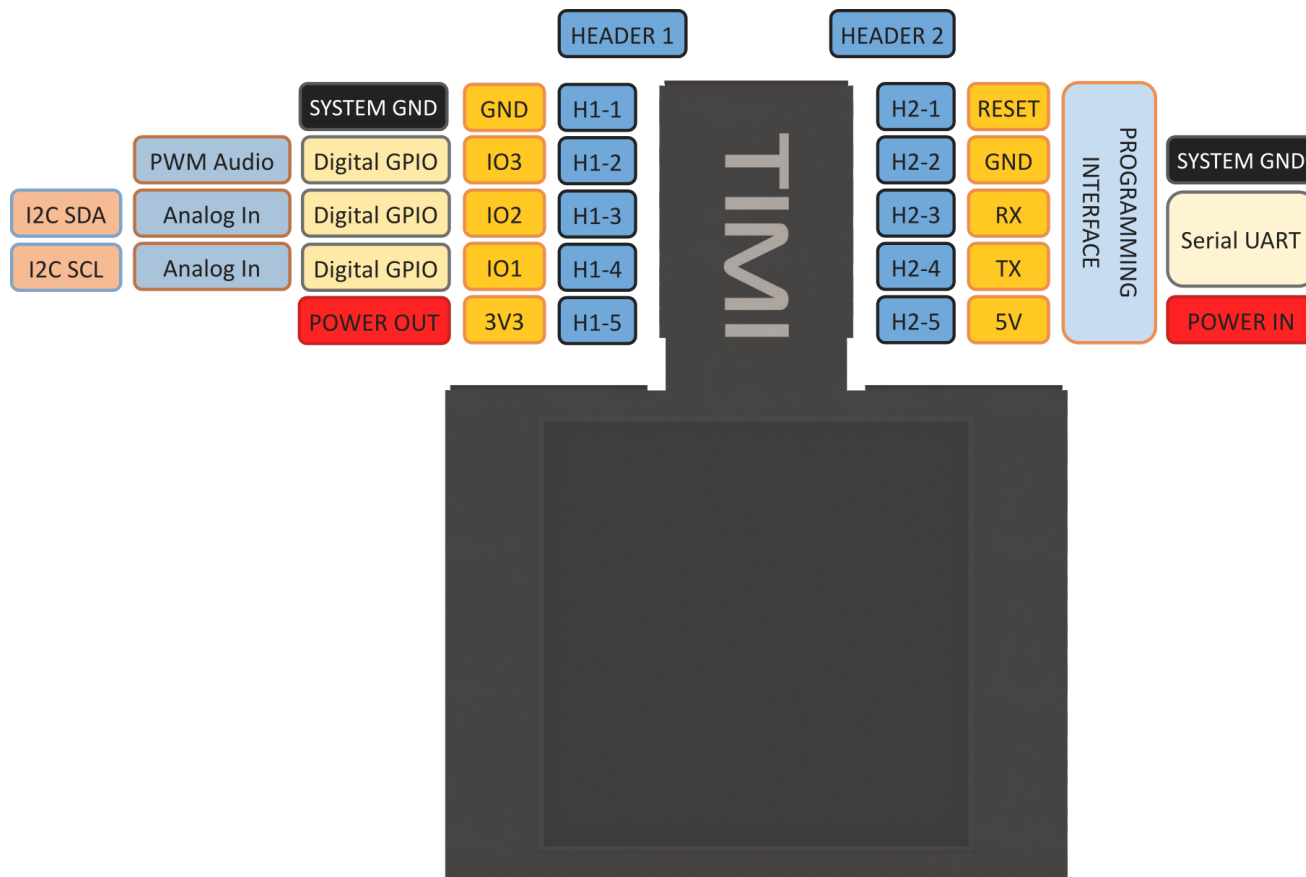 HEADER 1 HEADER 2
SYSTEM GND GND H1-1 H2-1 RESET
PWM Audio Digital GPIO IO3 H1-2 H2-2 GND SYSTEM GND
I2C SDA Analog In Digital GPIO IO2 H1-3 H2-3 RX
Serial UART
I2C SCL Analog In Digital GPIO IO1 H1-4 H2-4 TX
POWER OUT 3V3 H1-5 H2-5 5V POWER IN
PROGRAMMING
INTERFACE
TIMI